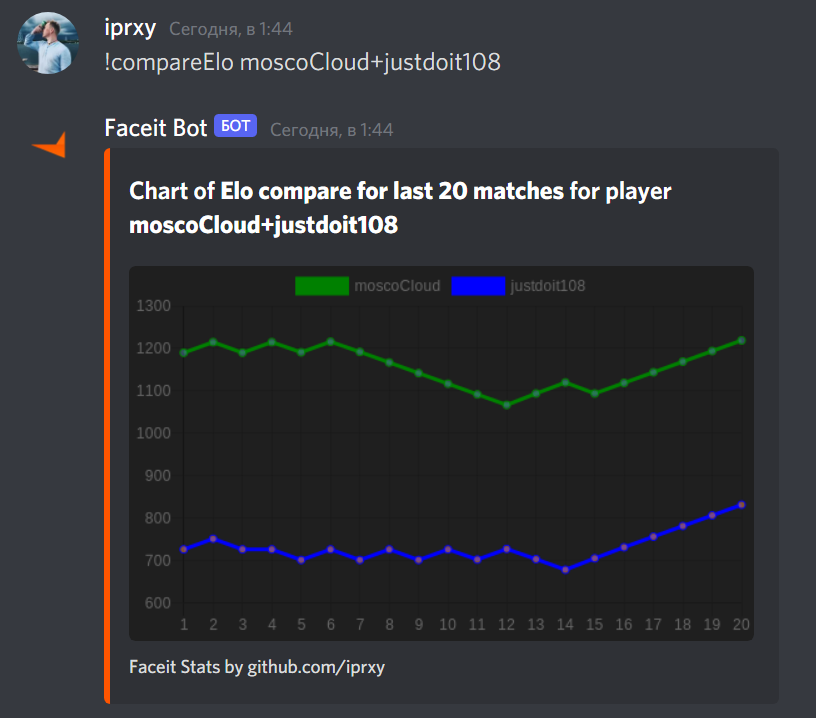 iprxy Сегодня, в 1:44
!compareElo moscoCloud+justdoit108
Faceit Bot БОТ Сегодня, в 1:44
Chart of Elo compare for last 20 matches for player
moscoCloud+justdoit108
moscoCloud justdoit108
1300
1200
1100
1000
900
800
700
600
1 2 3 4 5 6 7 8 9 10 11 12 13 14 15 16 17 18 19 20
Faceit Stats by github.com/iprxy